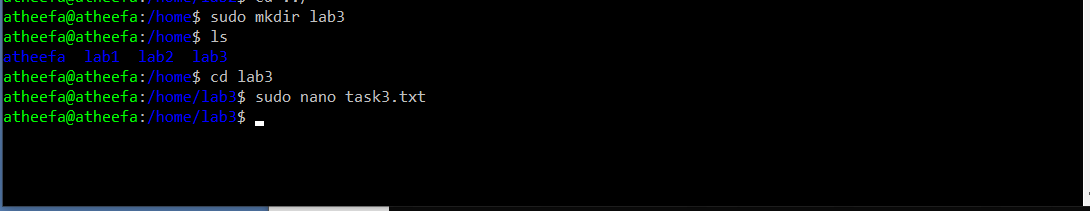 atheefa@atheefa:/home$ sudo mkdir lab3
atheefa@atheefa:/home$ ls
atheefa  lab1  lab2  lab3
atheefa@atheefa:/home$ cd lab3
atheefa@atheefa:/home/lab3$ sudo nano task3.txt
atheefa@atheefa:/home/lab3$